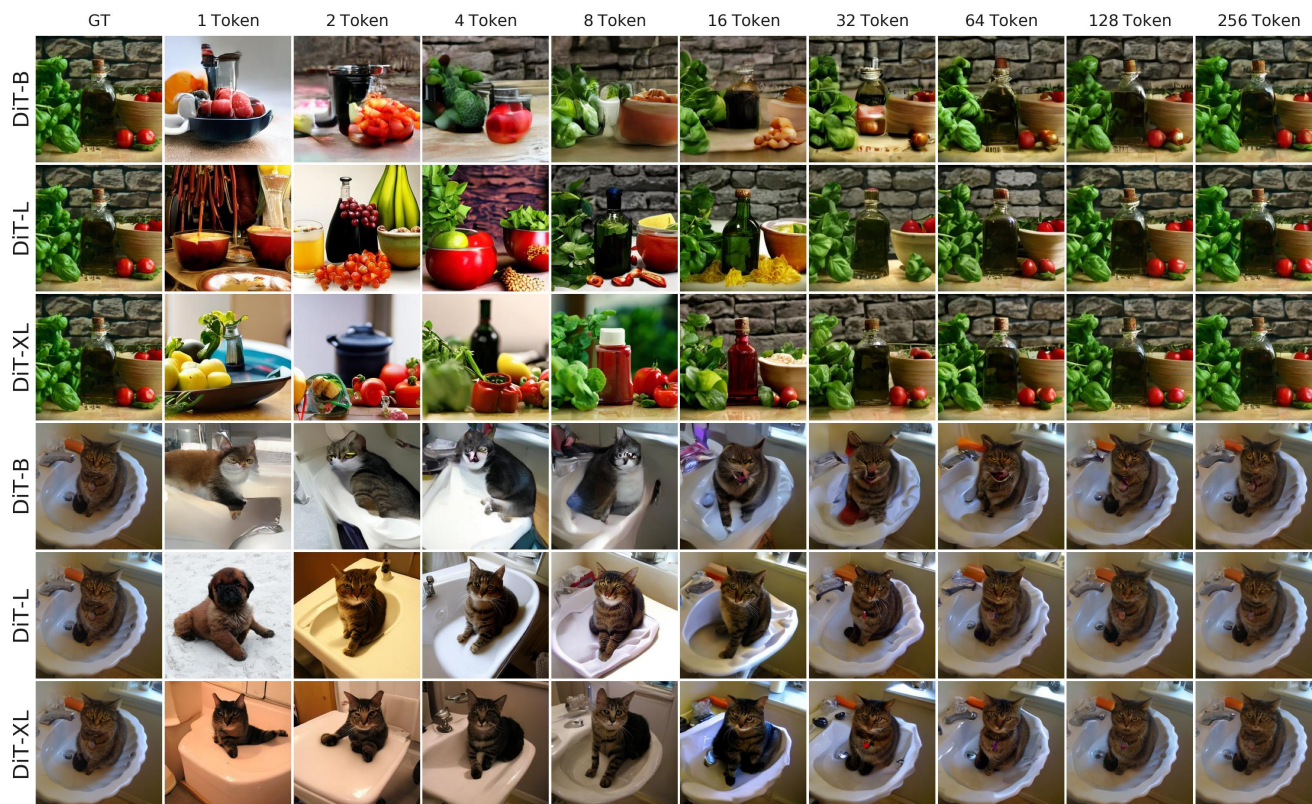 GT 1 Token 2 Token 4 Token 8 Token 16 Token 32 Token 64 Token 128 Token 256 Token
DiT-B
DiT-L
DiT-XL
DiT-B
DiT-L
DiT-XL